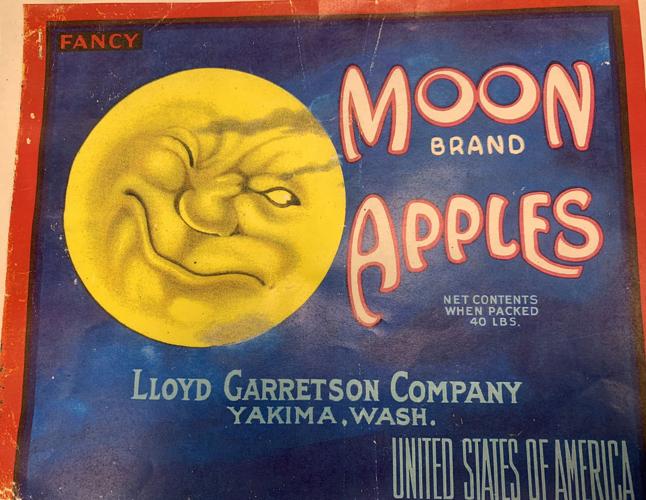 FANCY
MOON
BRAND
APPLES
NET CONTENTS
WHEN PACKED
40 LBS.
LLOYD GARRETSON COMPANY
YAKIMA, WASH.
UNITED STATES OF AMERICA